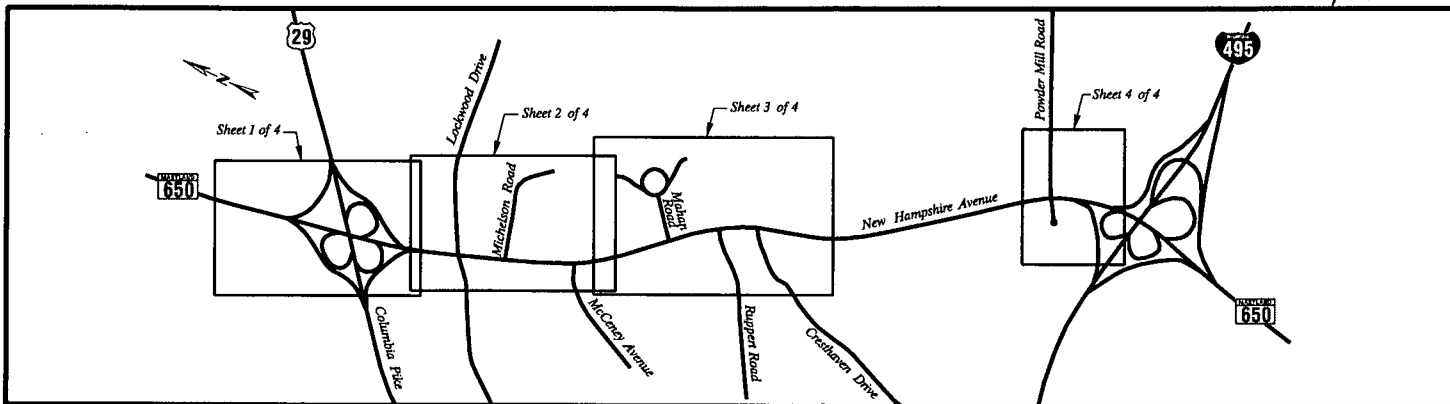 29
N
Lockwood Drive
Powder Mill Road
495
Sheet 1 of 4
Sheet 2 of 4
Sheet 3 of 4
Sheet 4 of 4
MARYLAND
650
Michelson Road
Mahan
Road
New Hampshire Avenue
Columbia Pike
McCeney Avenue
Ruppert Road
Cresthaven Drive
MARYLAND
650